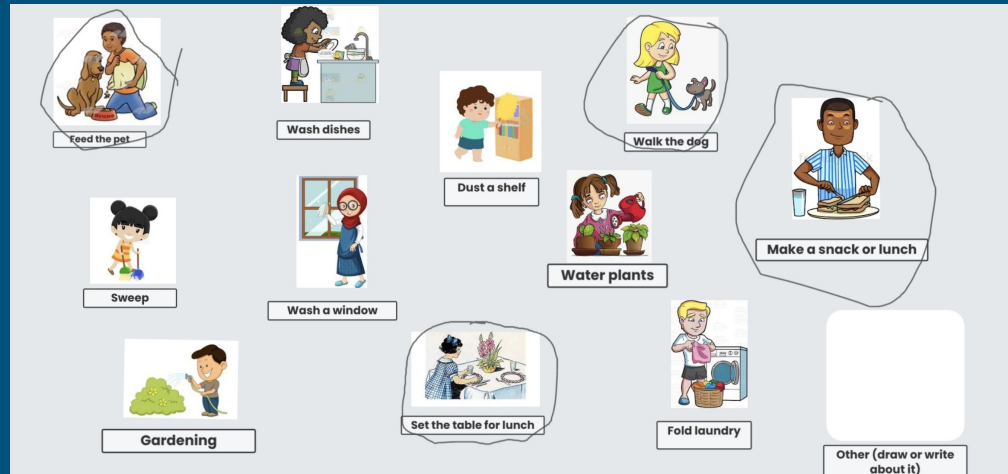 Feed the pet
Wash dishes
Walk the dog
Dust a shelf
Make a snack or lunch
Water plants
Sweep
Wash a window
Set the table for lunch
Fold laundry
Gardening
Other (draw or write
about it)